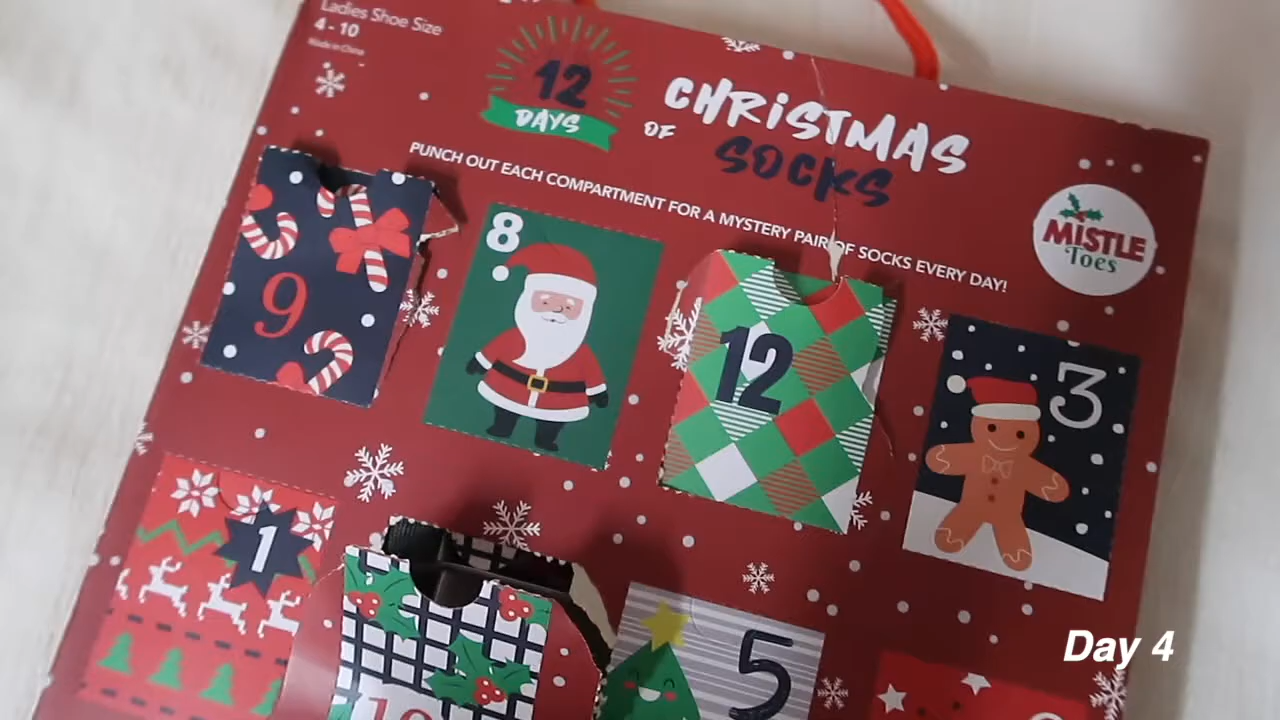 Ladies Shoe Size
4 - 10
Made in China
12
DAYS
OF
CHRISTMAS
SOCKS
PUNCH OUT EACH COMPARTMENT FOR A MYSTERY PAIR OF SOCKS EVERY DAY!
MISTLE
Toes
9
8
12
3
1
5
10
Day 4